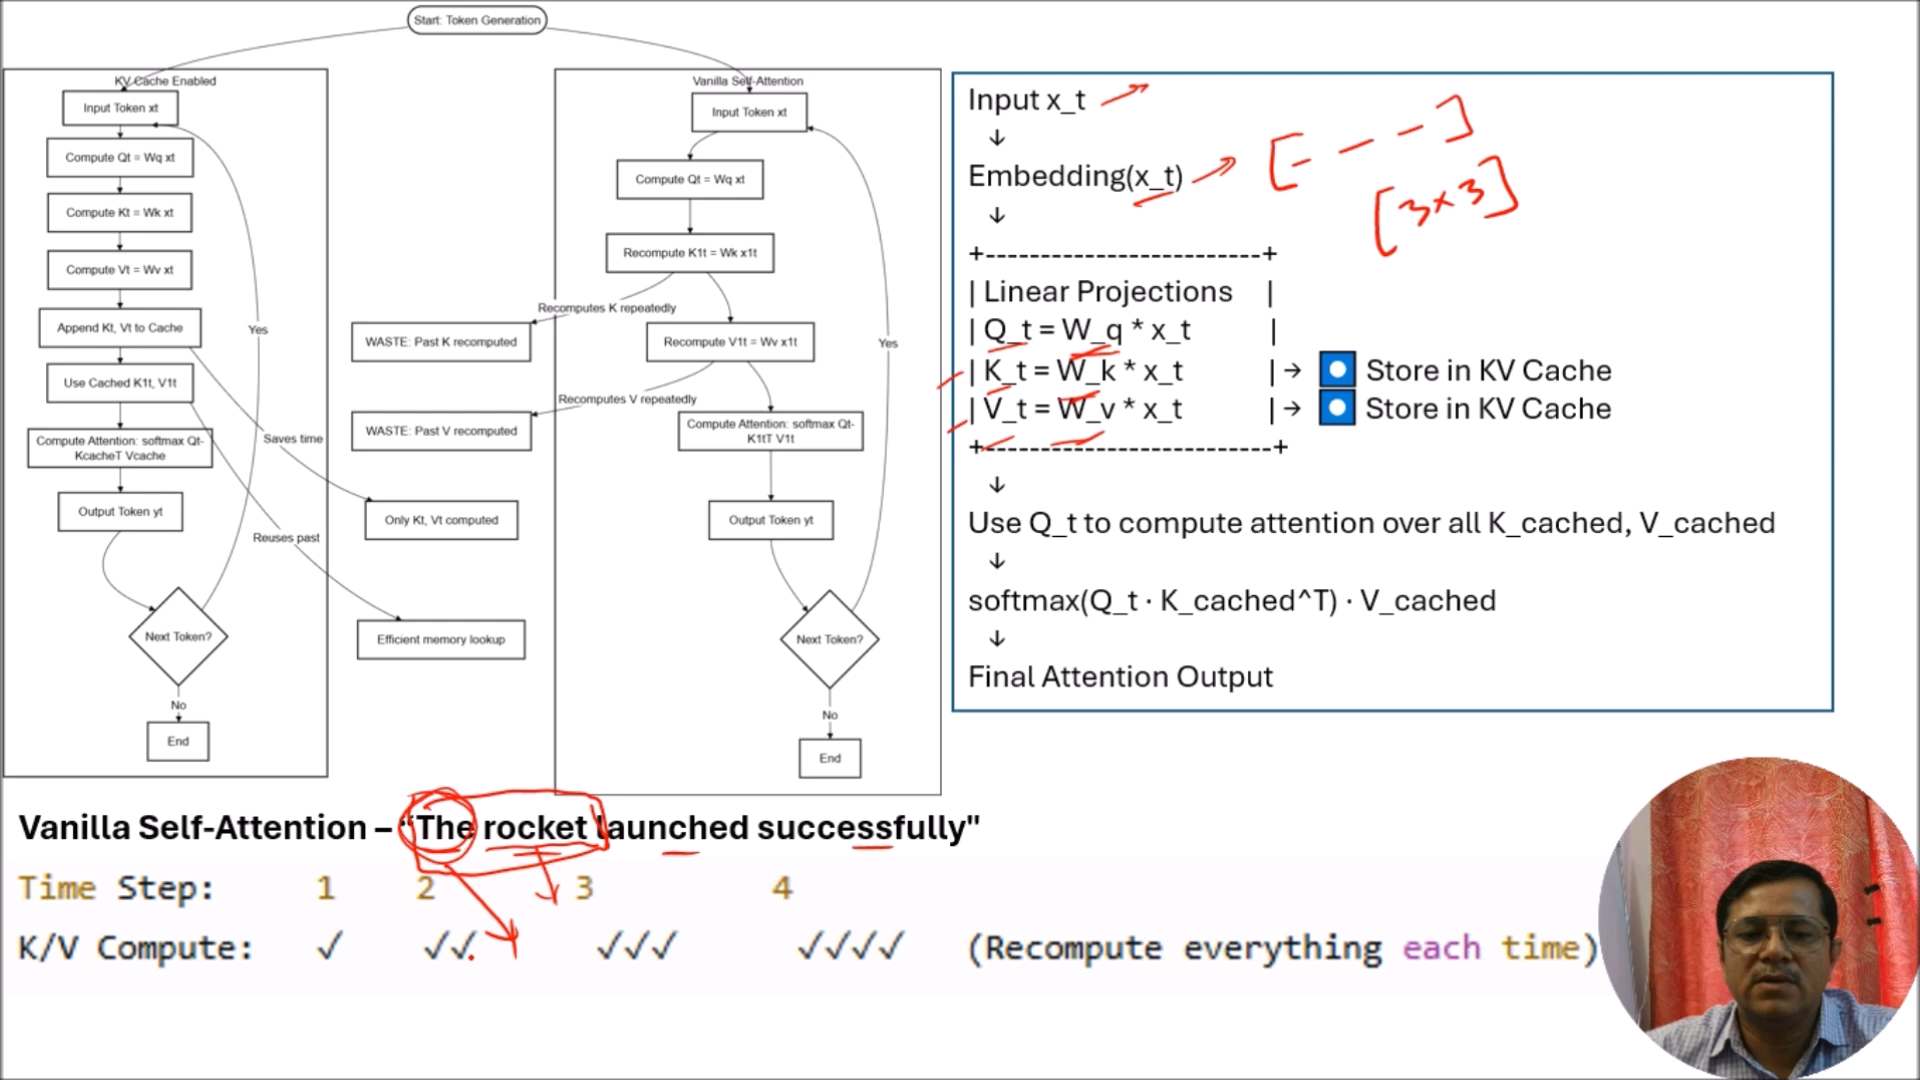 Start: Token Generation
KV Cache Enabled
Input Token xt
Compute Qt = Wq xt
Compute Kt = Wk xt
Compute Vt = Wv xt
Append Kt, Vt to Cache
Use Cached K1t, V1t
Compute Attention: softmax Qt-
KcacheT Vcache
Output Token yt
Next Token?
Yes
No
End
Saves time
Reuses past
WASTE: Past K recomputed
WASTE: Past V recomputed
Only Kt, Vt computed
Efficient memory lookup
Recomputes K repeatedly
Recomputes V repeatedly
Vanilla Self-Attention
Input Token xt
Compute Qt = Wq xt
Recompute K1t = Wk x1t
Recompute V1t = Wv x1t
Compute Attention: softmax Qt-
K1tT V1t
Output Token yt
Next Token?
Yes
No
End
Input x_t
↓
Embedding(x_t)
[- - -]
[3×3]
↓
+------------------------+
| Linear Projections |
| Q_t = W_q * x_t |
| K_t = W_k * x_t |→ Store in KV Cache
| V_t = W_v * x_t |→ Store in KV Cache
+-------------------------+
↓
Use Q_t to compute attention over all K_cached, V_cached
↓
softmax(Q_t · K_cached^T) · V_cached
↓
Final Attention Output
Vanilla Self-Attention – “The rocket launched successfully"
Time Step: 1 2 3 4
K/V Compute: ✓ ✓✓ ✓✓✓ ✓✓✓✓ (Recompute everything each time)